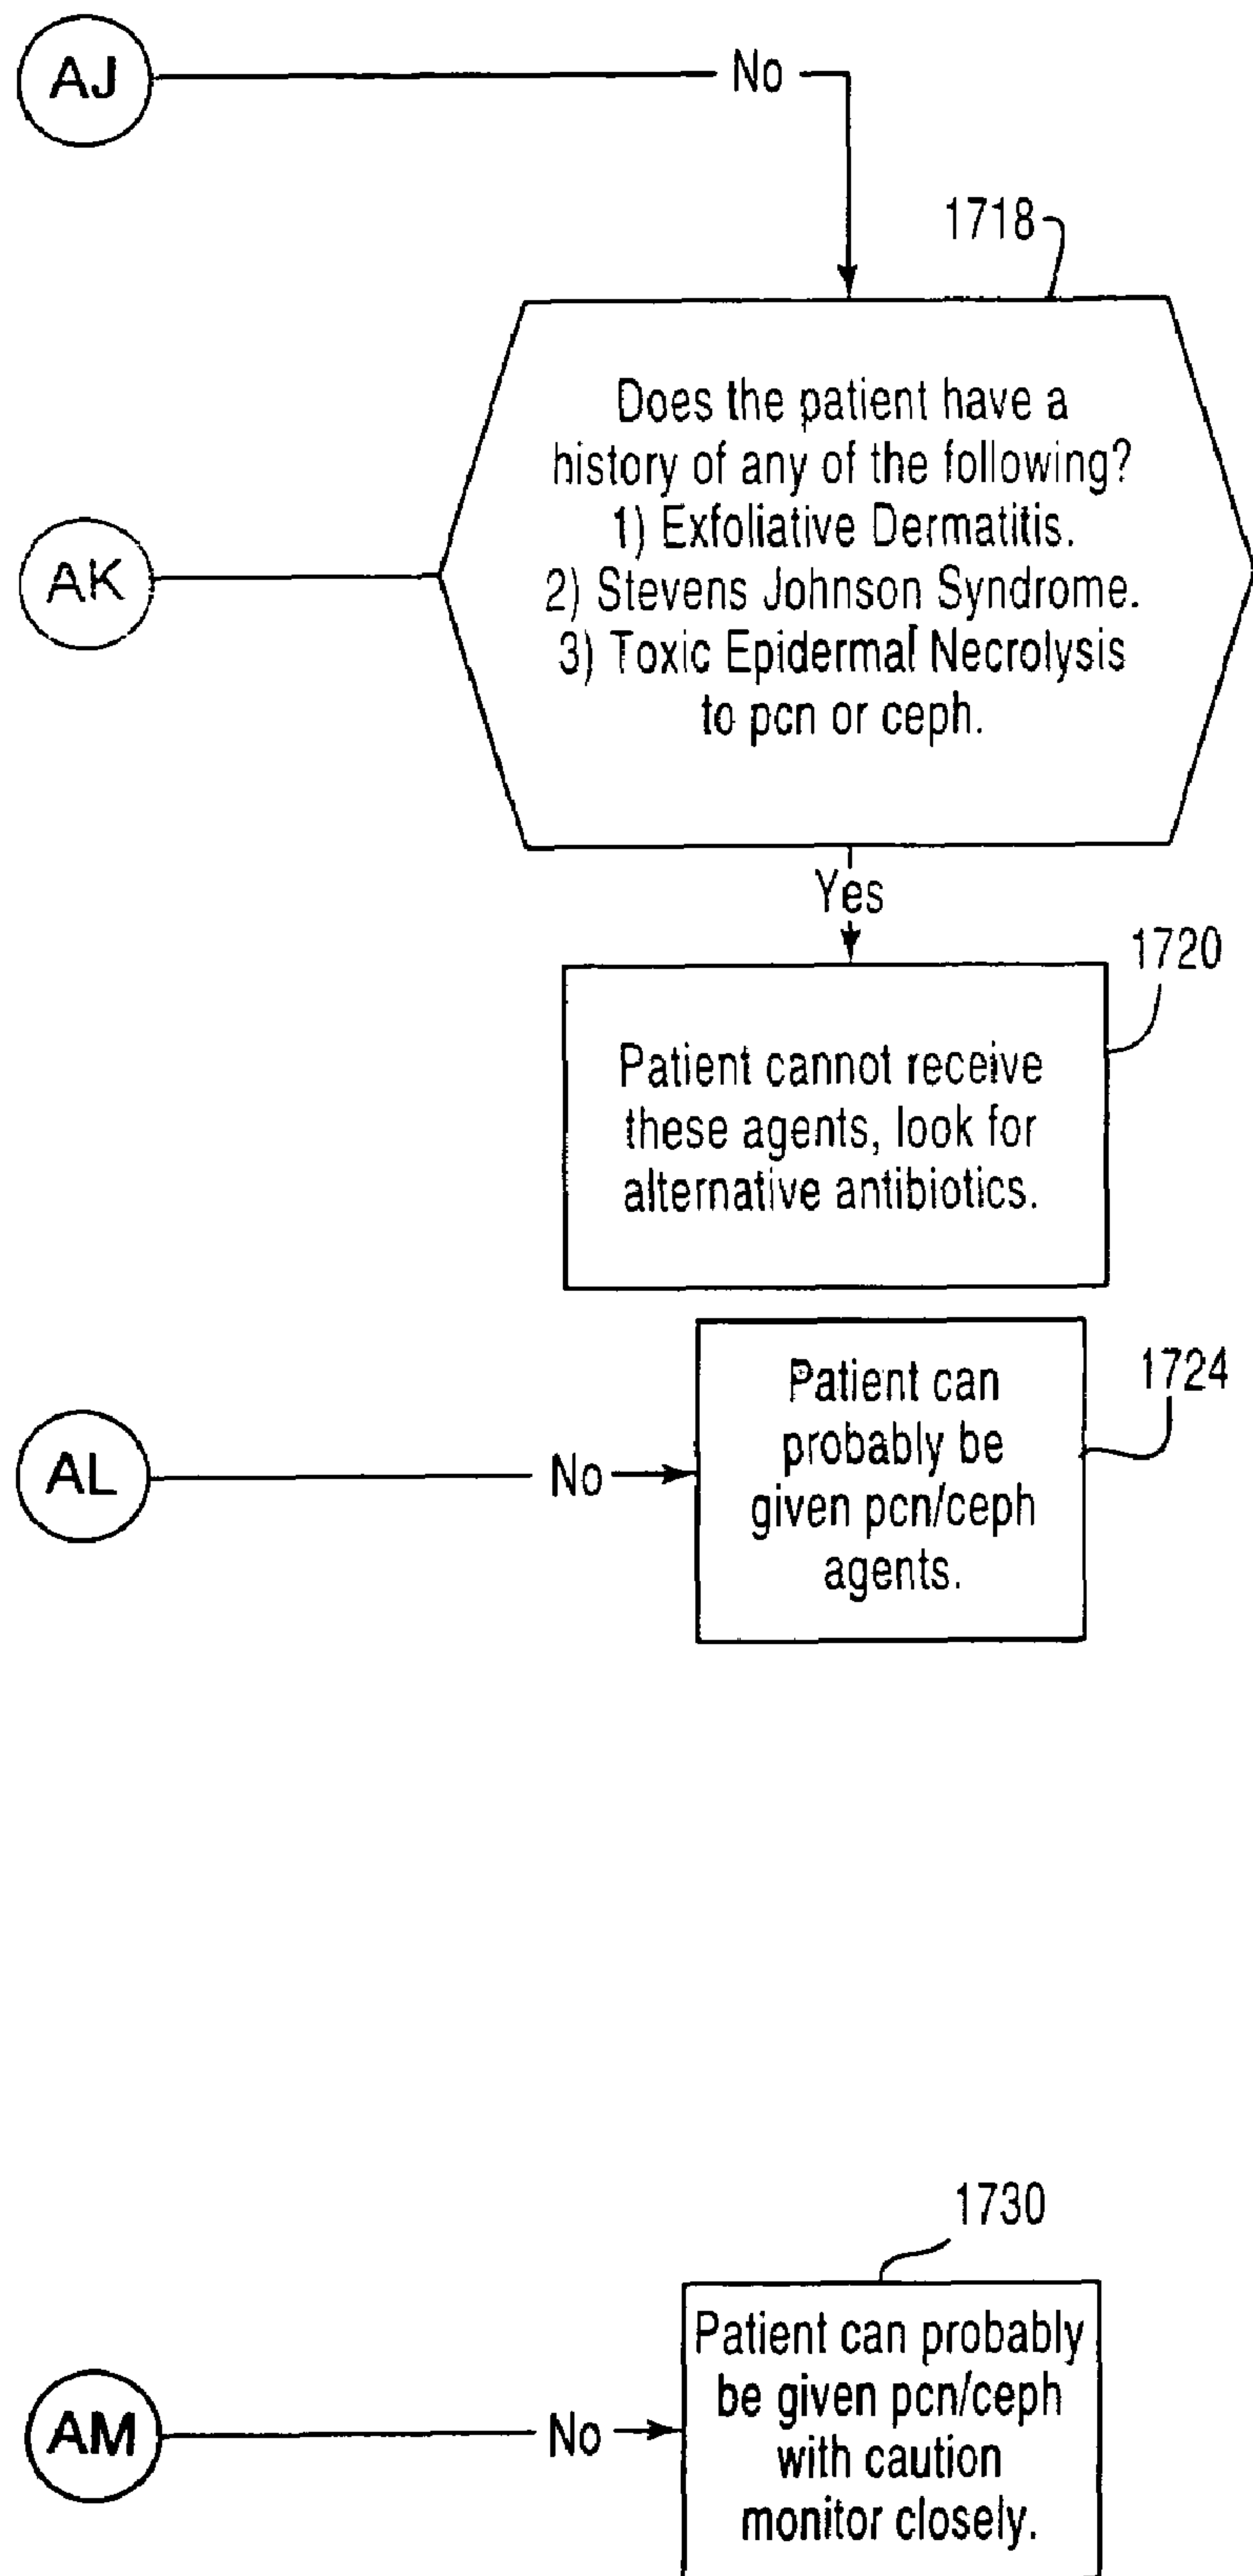 AJ
No
1718
Does the patient have a
history of any of the following?
1) Exfoliative Dermatitis.
AK
2) Stevens Johnson Syndrome.
3) Toxic Epidermal Necrolysis
to pcn or ceph.
Yes
1720
Patient cannot receive
these agents, look for
alternative antibiotics.
AL
No
Patient can
probably be
given pcn/ceph
agents.
1724
1730
AM
No
Patient can probably
be given pcn/ceph
with caution
monitor closely.